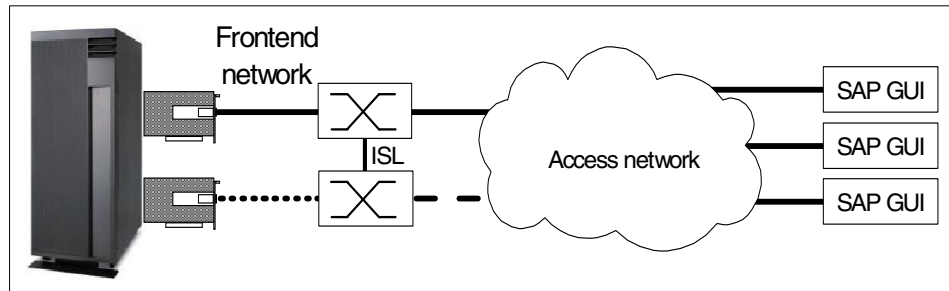 Frontend
network
ISL
Access network
SAP GUI
SAP GUI
SAP GUI